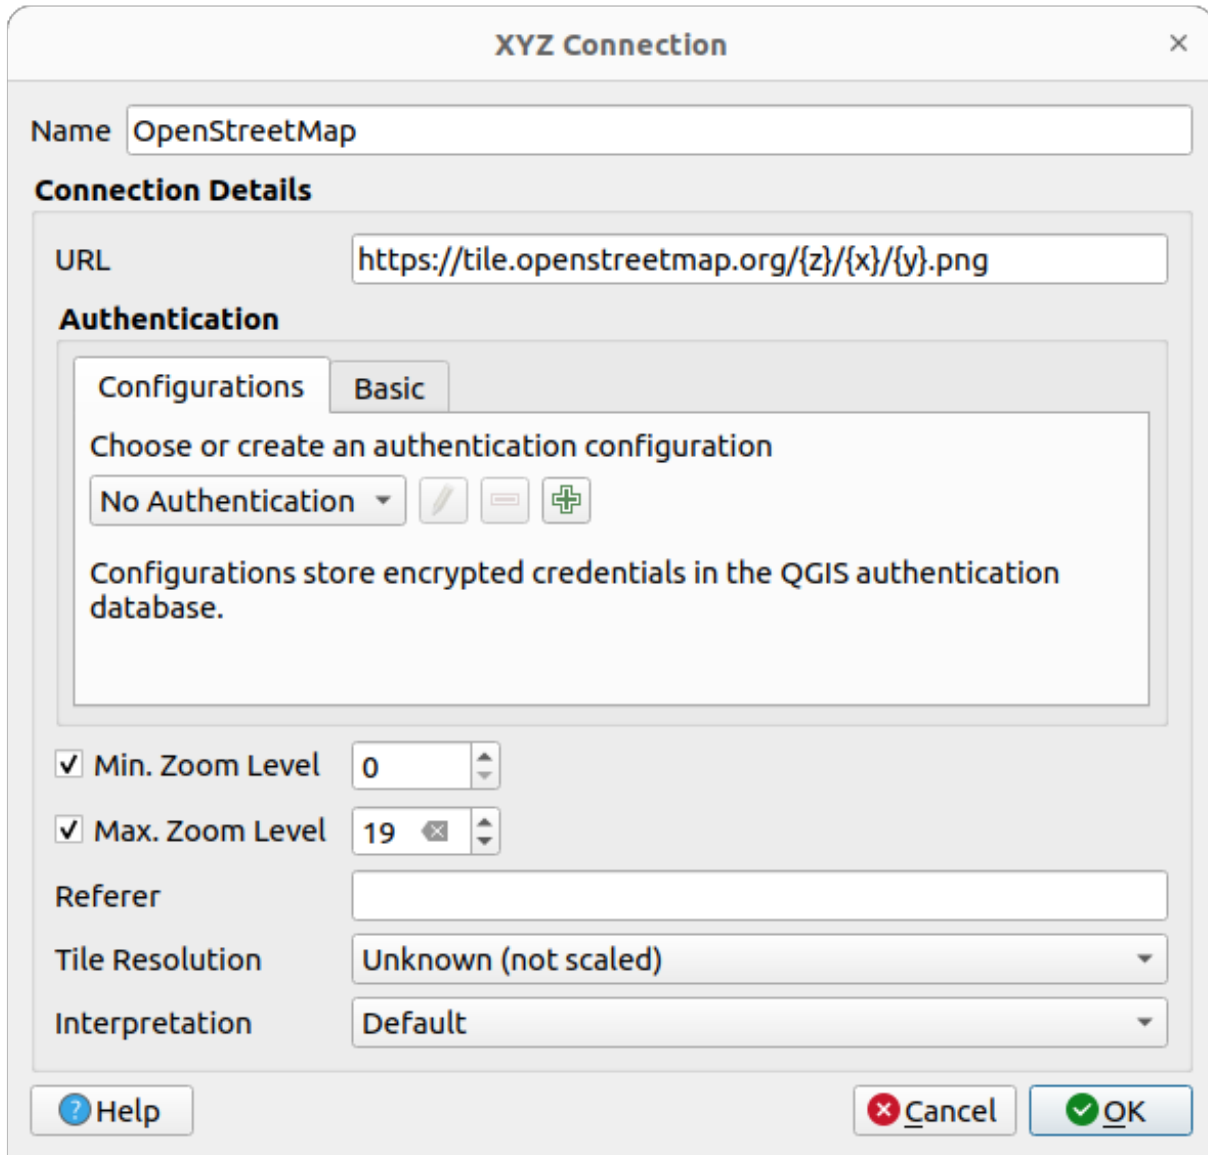 XYZ Connection
Name OpenStreetMap
Connection Details
URL https://tile.openstreetmap.org/{z}/{x}/{y}.png
Authentication
Configurations Basic
Choose or create an authentication configuration
No Authentication
Configurations store encrypted credentials in the QGIS authentication
database.
Min. Zoom Level 0
Max. Zoom Level 19
Referer
Tile Resolution Unknown (not scaled)
Interpretation Default
Help Cancel OK